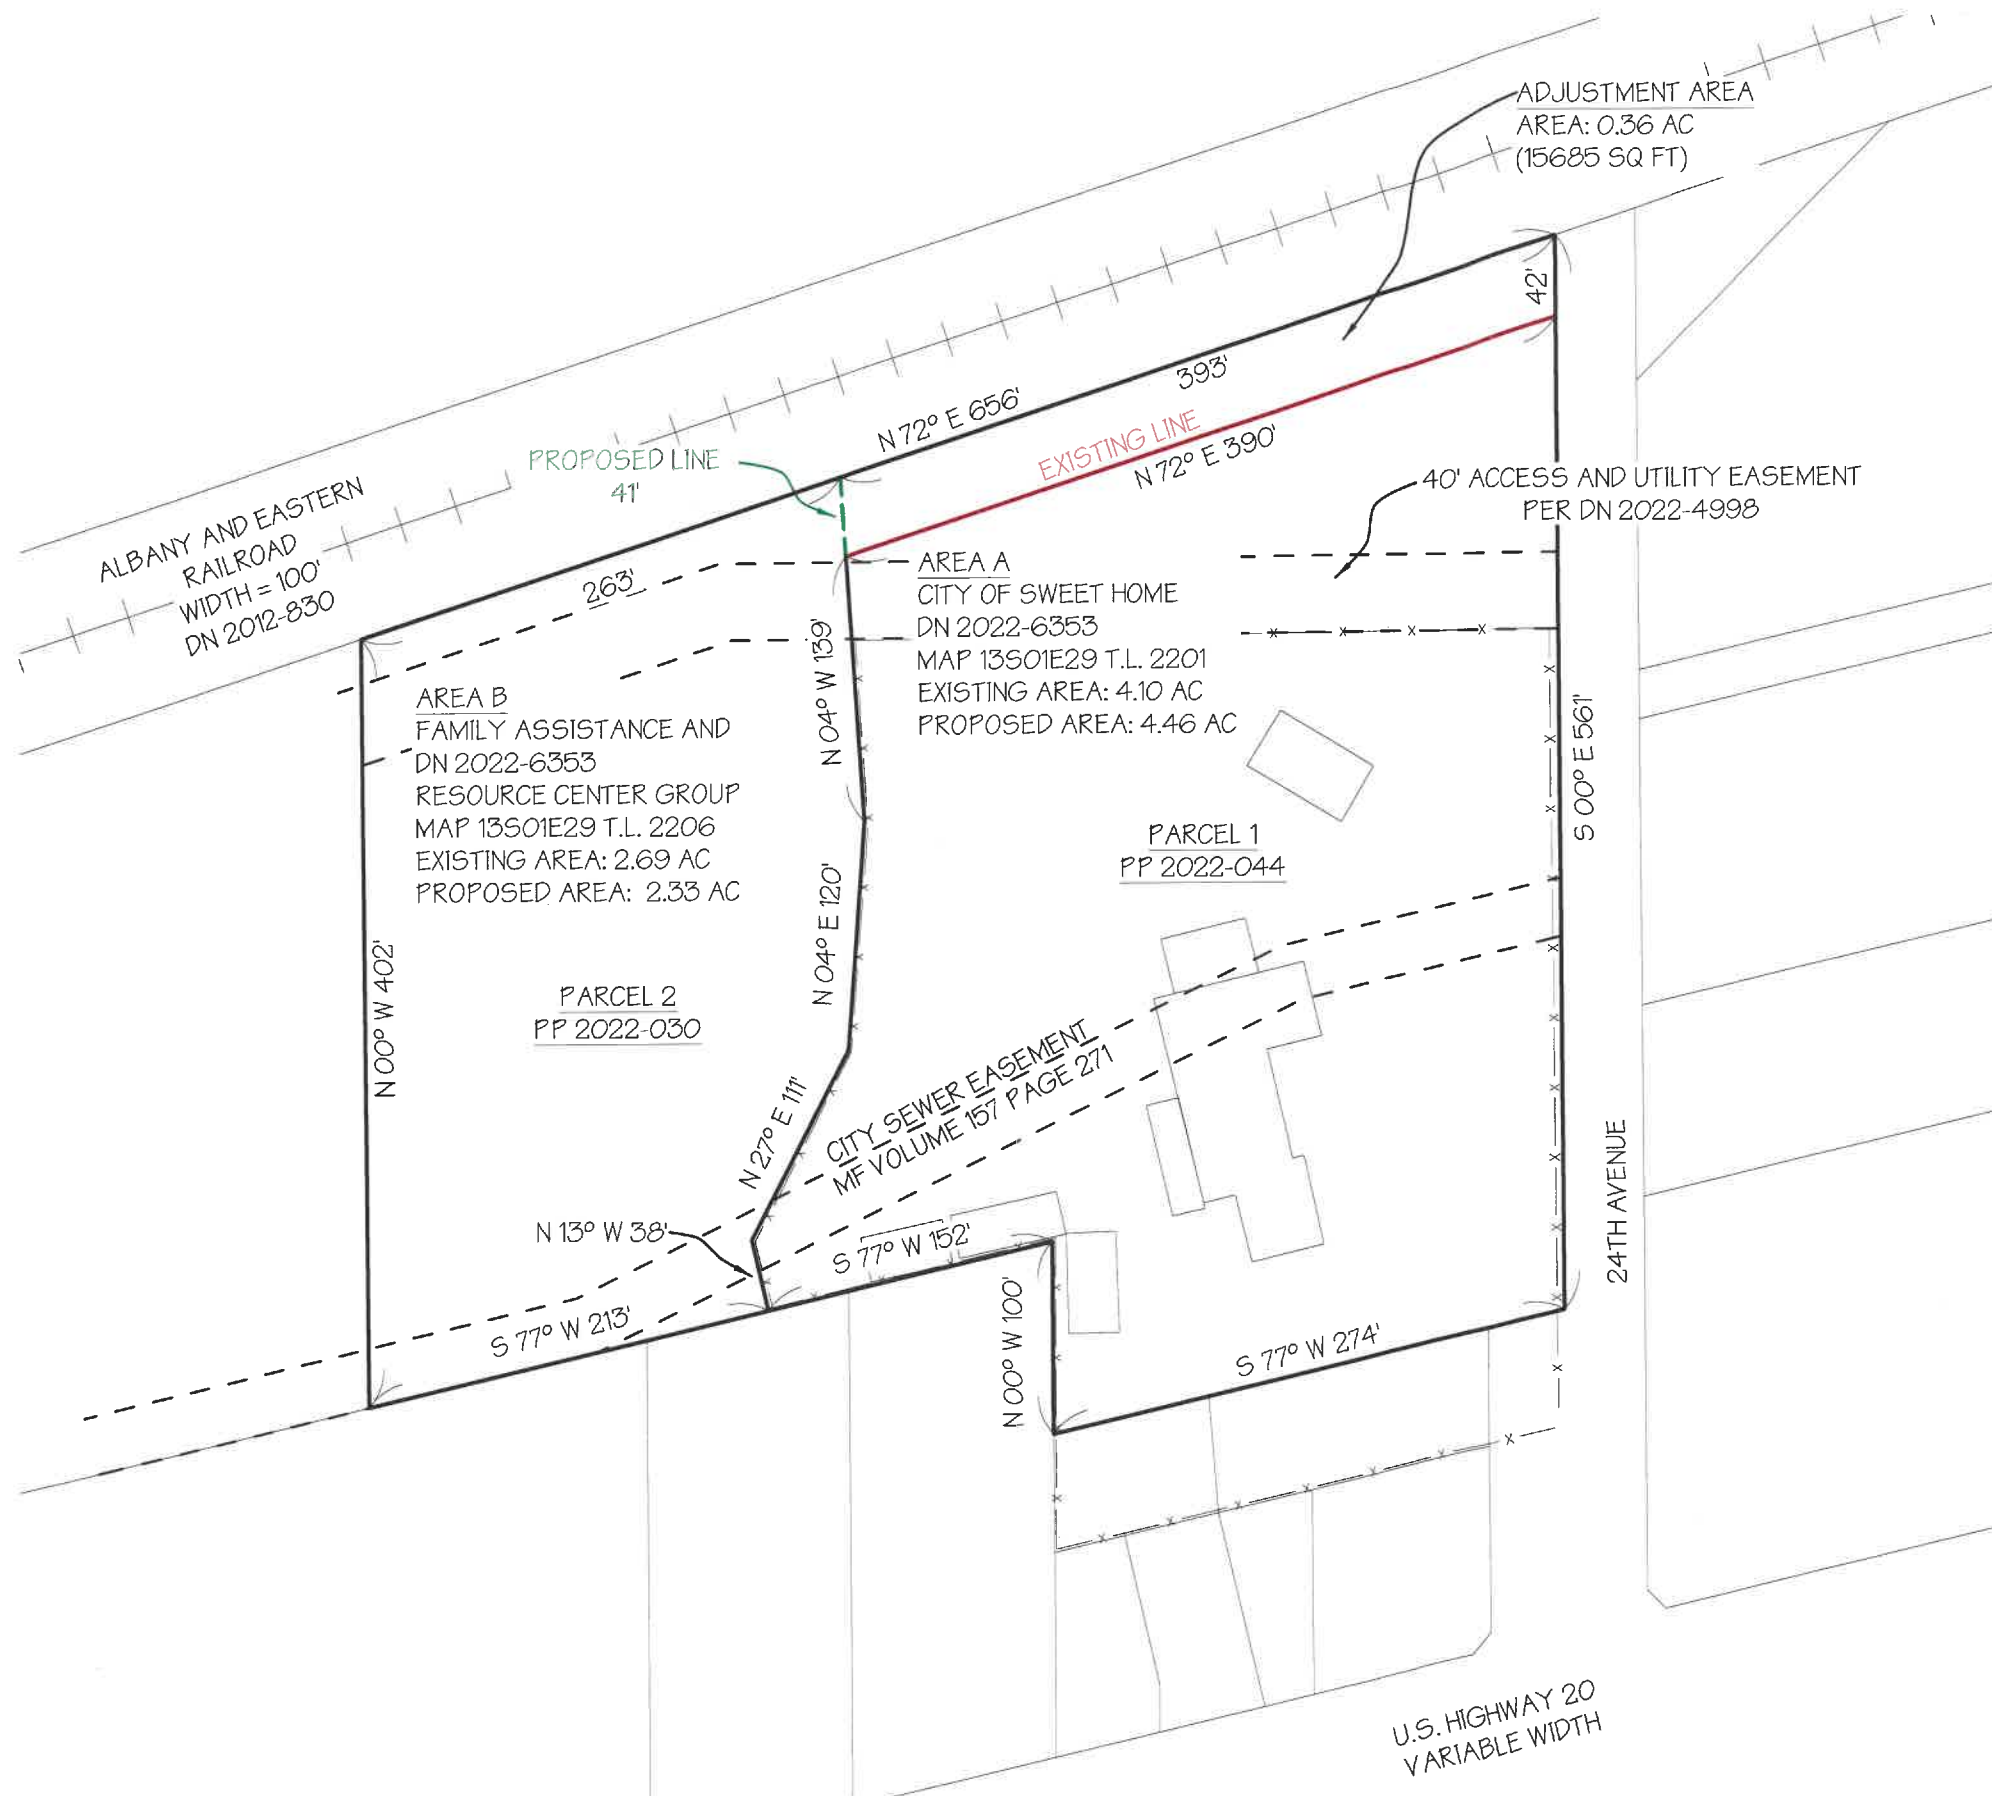 ADJUSTMENT AREA
AREA: 0.36 AC
(15685 SQ FT)
42'
393'
N 72° E 656'
EXISTING LINE
N 72° E 390'
PROPOSED LINE
41'
40' ACCESS AND UTILITY EASEMENT
PER DN 2022-4998
ALBANY AND EASTERN
RAILROAD
WIDTH = 100'
DN 2012-830
263'
AREA A
CITY OF SWEET HOME
DN 2022-6353
MAP 13S01E29 T.L. 2201
EXISTING AREA: 4.10 AC
PROPOSED AREA: 4.46 AC
N 04° W 139'
AREA B
FAMILY ASSISTANCE AND
DN 2022-6353
RESOURCE CENTER GROUP
MAP 13S01E29 T.L. 2206
EXISTING AREA: 2.69 AC
PROPOSED AREA: 2.33 AC
S 00° E 561'
PARCEL 1
PP 2022-044
N 04° E 120'
N 00° W 402'
PARCEL 2
PP 2022-030
CITY SEWER EASEMENT
MF VOLUME 157 PAGE 271
N 27° E 111'
24TH AVENUE
N 13° W 38'
S 77° W 152'
S 77° W 213'
N 00° W 100'
S 77° W 274'
U.S. HIGHWAY 20
VARIABLE WIDTH